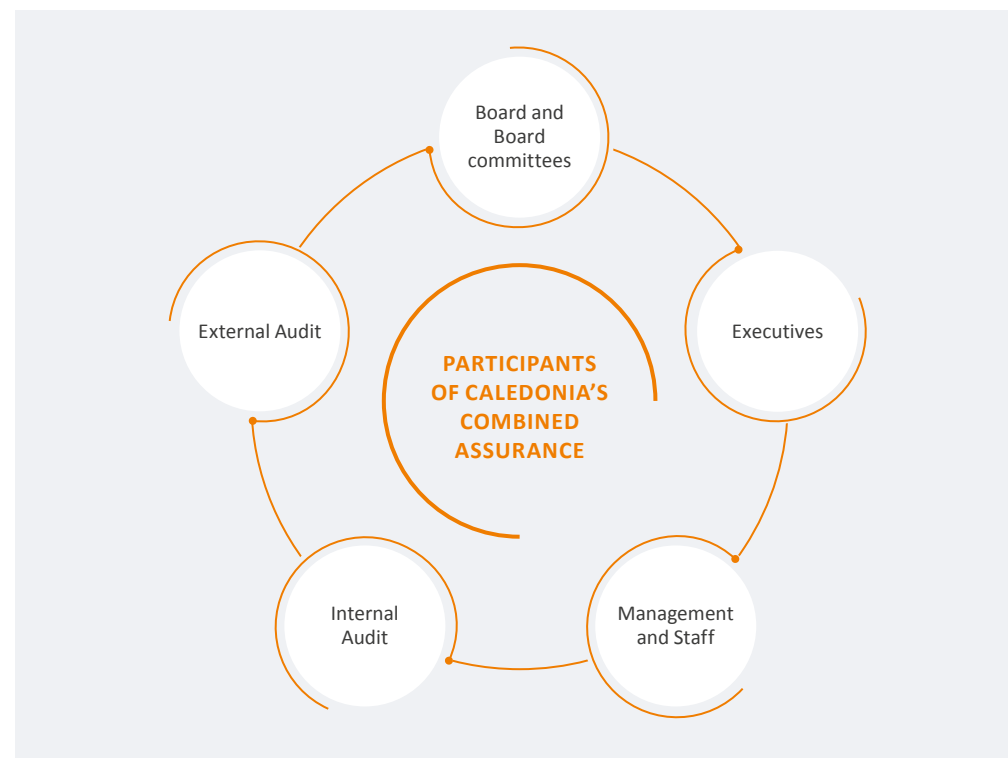 Board and
Board
committees
External Audit
Executives
PARTICIPANTS
OF CALEDONIA’S
COMBINED
ASSURANCE
Internal
Audit
Management
and Staff